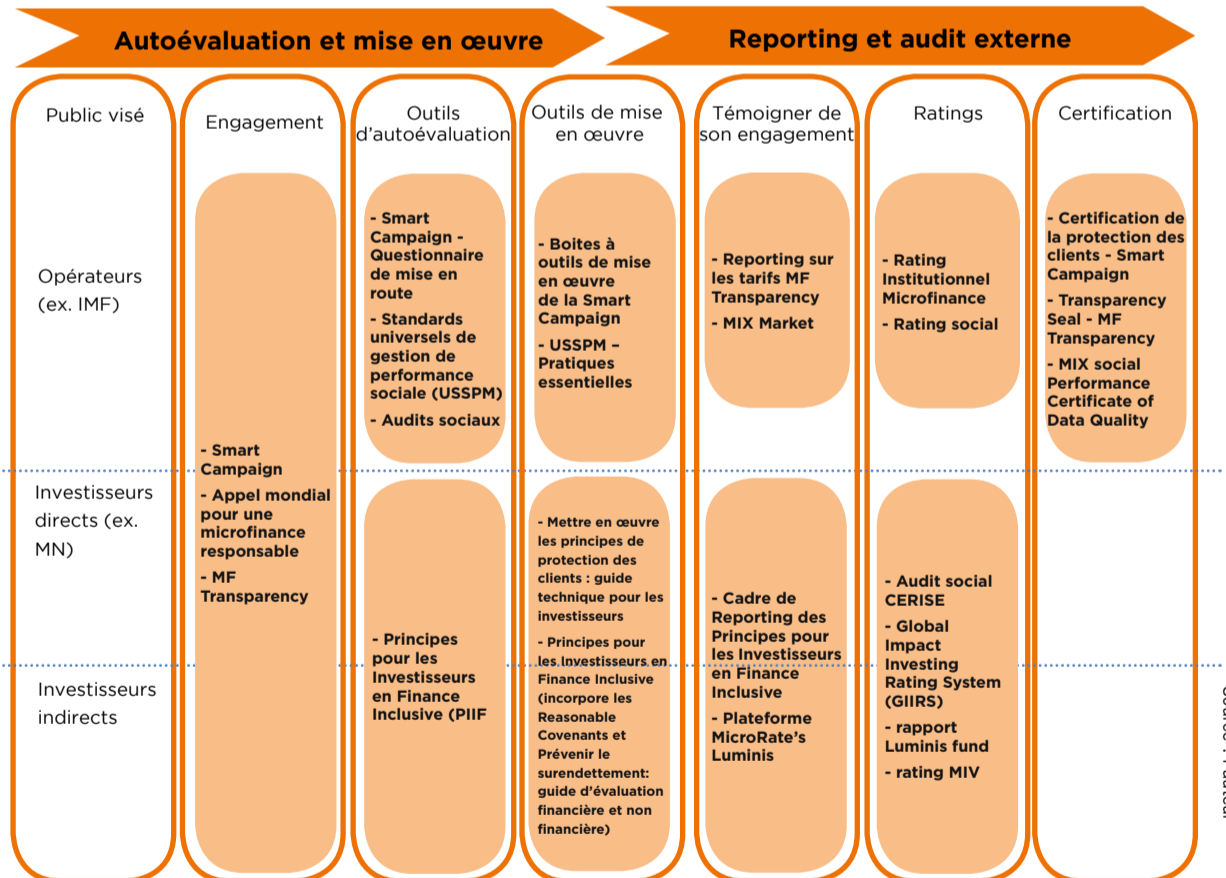 Autoévaluation et mise en œuvre
Reporting et audit externe
Public visé
Engagement
Outils
d'autoévaluation
Outils de mise
en œuvre
Témoigner de
son engagement
Ratings
Certification
Opérateurs
(ex. IMF)
Investisseurs
directs (ex.
MN)
Investisseurs
indirects
- Smart
Campaign
- Appel mondial
pour une
microfinance
responsable
- MF
Transparency
- Smart
Campaign -
Questionnaire
de mise en
route
- Standards
universels de
gestion de
performance
sociale (USSPM)
- Audits sociaux
- Principes
pour les
Investisseurs
en Finance
Inclusive (PIIF
- Boites à
outils de mise
en œuvre
de la Smart
Campaign
- USSPM –
Pratiques
essentielles
- Mettre en œuvre
les principes de
protection des
clients : guide
technique pour les
investisseurs
- Principes pour
les Investisseurs en
Finance Inclusive
(incorpore les
Reasonable
Covenants et
Prévenir le
surendettement:
guide d'évaluation
financière et non
financière)
- Reporting sur
les tarifs MF
Transparency
- MIX Market
- Cadre de
Reporting des
Principes pour
les Investisseurs
en Finance
Inclusive
- Plateforme
MicroRate's
Luminis
- Rating
Institutionnel
Microfinance
- Rating social
- Audit social
CERISE
- Global
Impact
Investing
Rating System
(GIIRS)
- rapport
Luminis fund
- rating MIV
- Certification de
la protection des
clients - Smart
Campaign
- Transparency
Seal - MF
Transparency
- MIX social
Performance
Certificate of
Data Quality